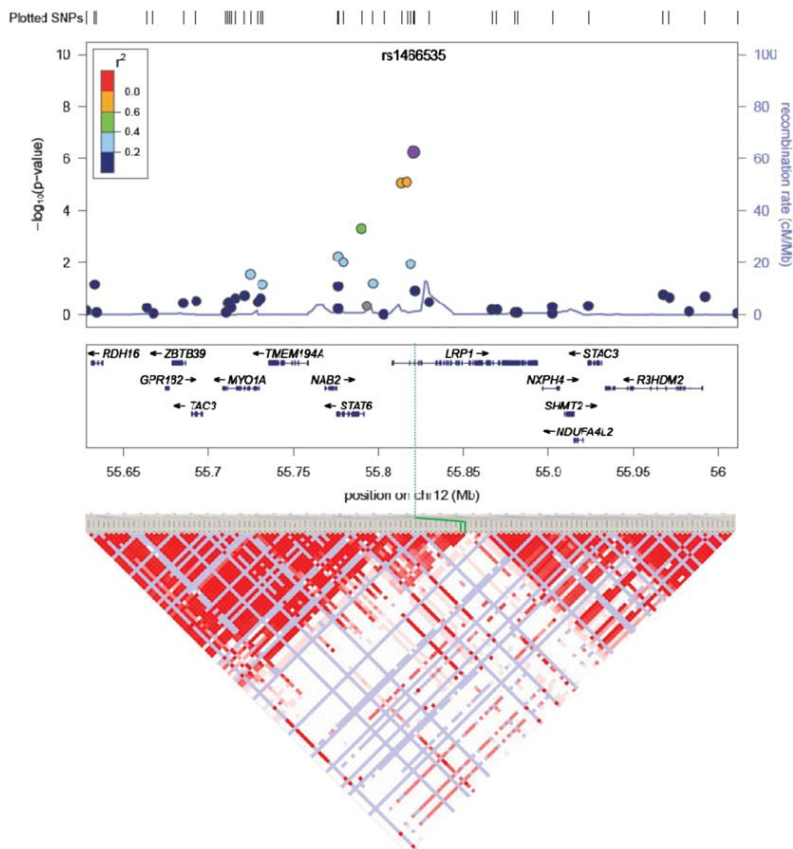 Plotted SNPs
rs1466535
r²
0.8
0.6
0.4
0.2
10
8
6
4
2
0
−log₁₀(p-value)
100
80
60
40
20
0
recombination rate (cM/Mb)
RDH16
ZBTB39
TMEM194A
LRP1
STAC3
GPR182
MYO1A
NAB2
NXPH4
R3HDM2
TAC3
STAT6
SHMT2
NDUFA4L2
55.65 55.7 55.75 55.8 55.85 55.9 55.95 56
position on chr12 (Mb)